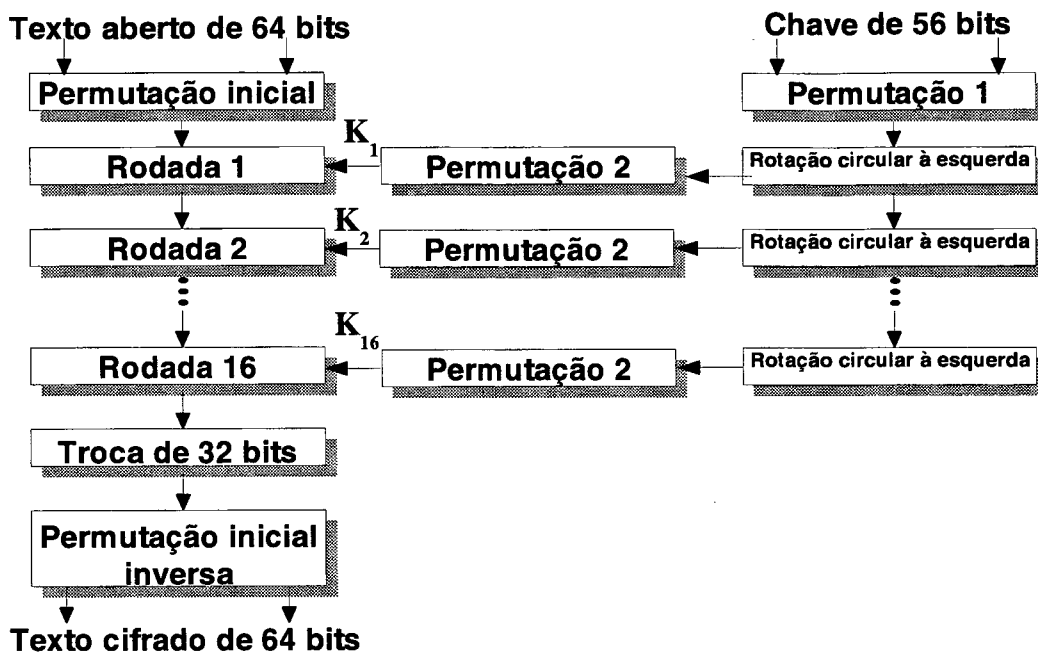 Texto aberto de 64 bits
Chave de 56 bits
Permutação inicial
Permutação 1
K1
Rodada 1
Permutação 2
Rotação circular à esquerda
K2
Rodada 2
Permutação 2
Rotação circular à esquerda
K16
Rodada 16
Permutação 2
Rotação circular à esquerda
Troca de 32 bits
Permutação inicial
inversa
Texto cifrado de 64 bits